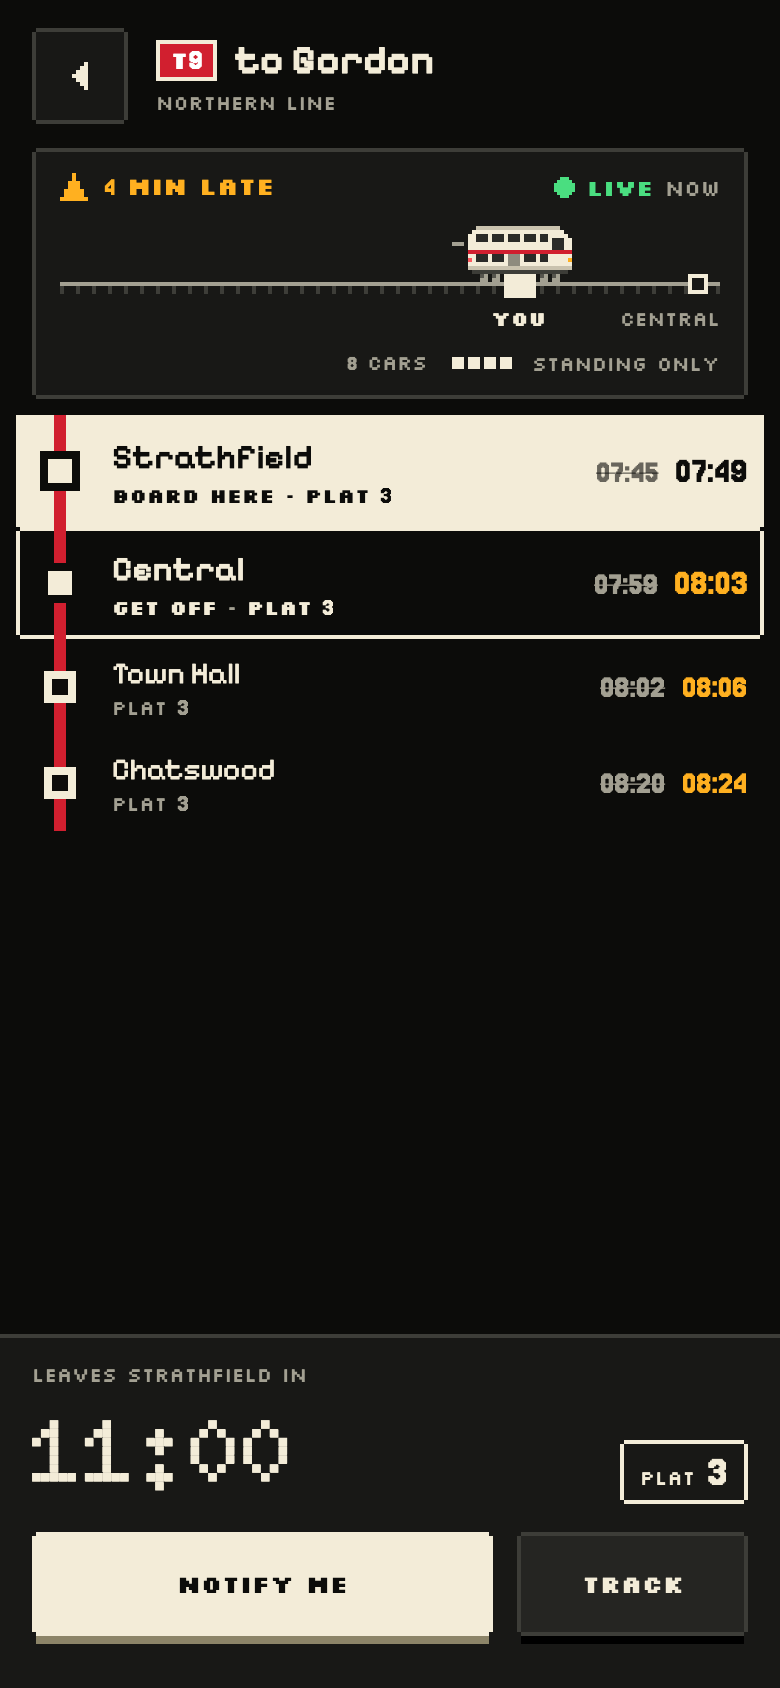 T9 to Gordon
NORTHERN LINE
4 MIN LATE
LIVE NOW
YOU
CENTRAL
8 CARS
STANDING ONLY
Strathfield
07:45 07:49
BOARD HERE · PLAT 3
Central
07:59 08:03
GET OFF · PLAT 3
Town Hall
08:02 08:06
PLAT 3
Chatswood
08:20 08:24
PLAT 3
LEAVES STRATHFIELD IN
11:00
PLAT 3
NOTIFY ME
TRACK